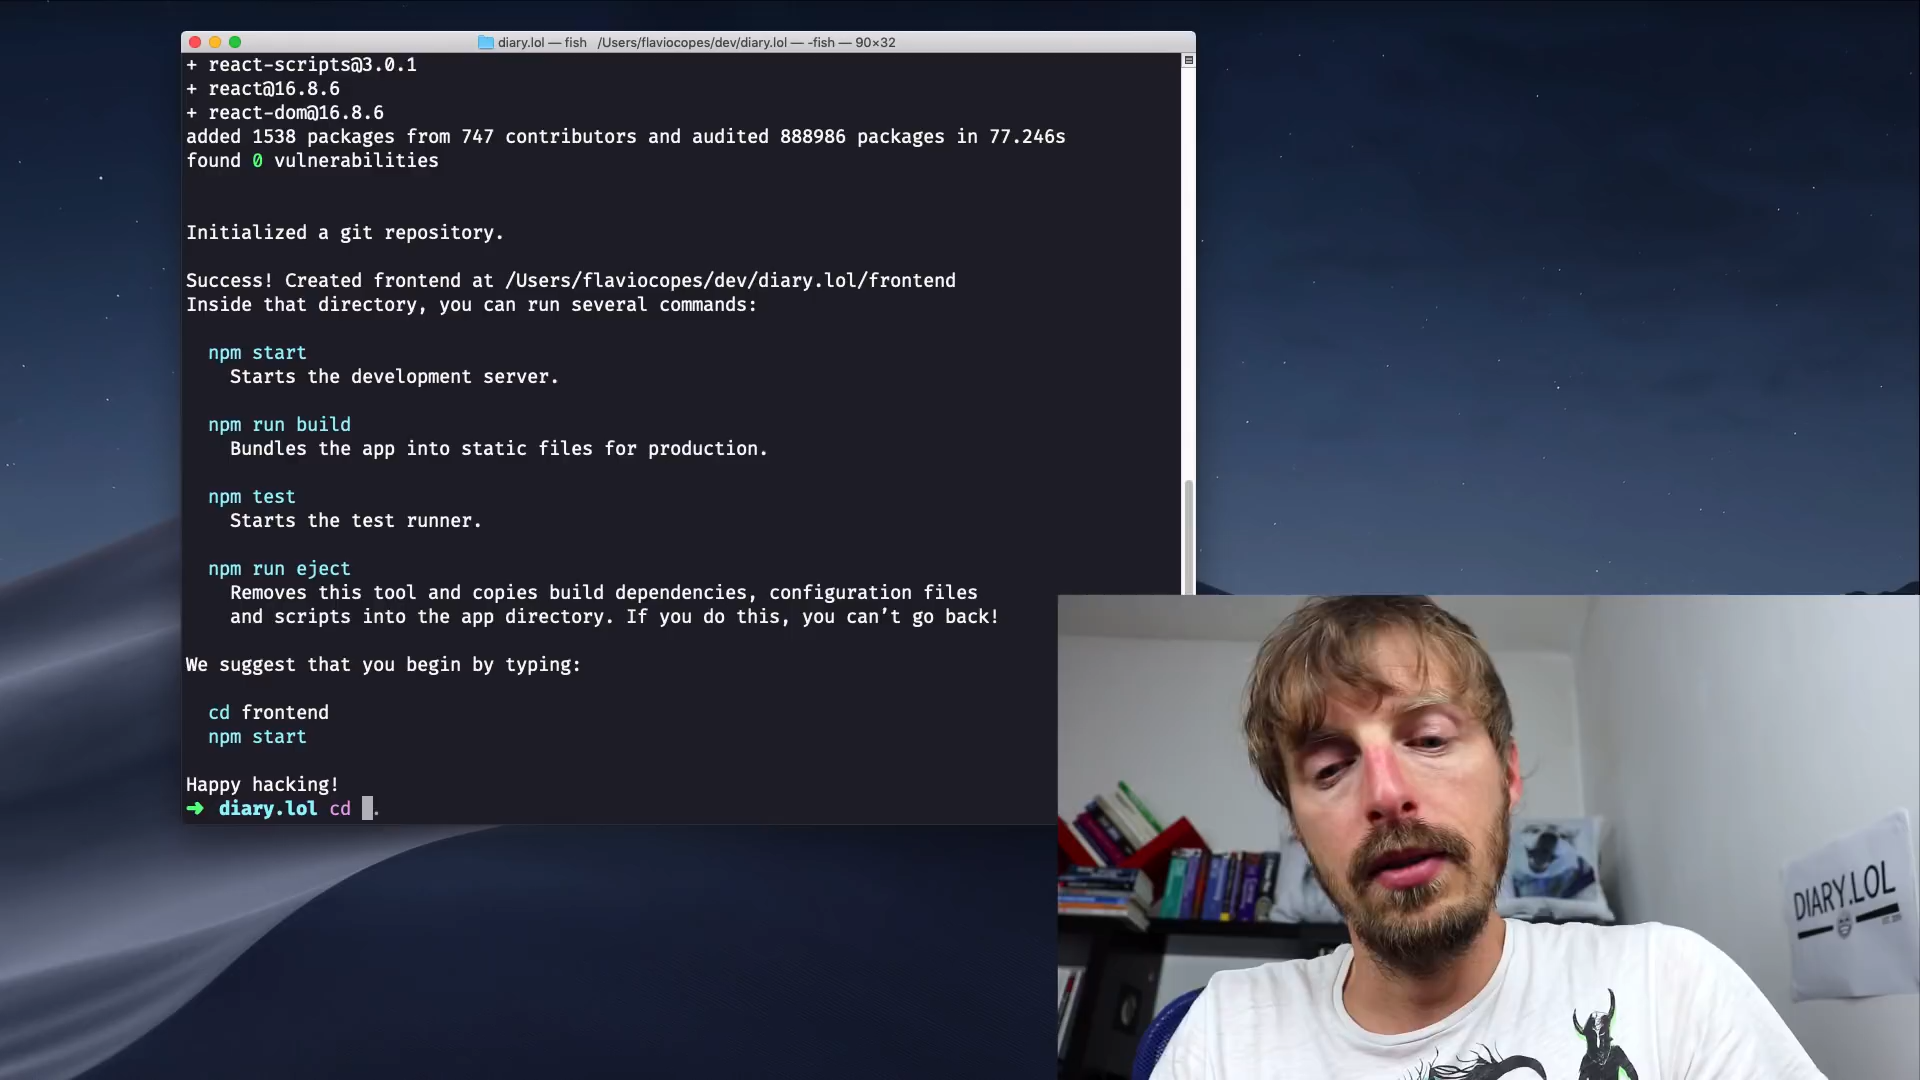 diary.lol — fish   /Users/flaviocopes/dev/diary.lol — -fish — 90×32
+ react-scripts@3.0.1
+ react@16.8.6
+ react-dom@16.8.6
added 1538 packages from 747 contributors and audited 888986 packages in 77.246s
found 0 vulnerabilities
Initialized a git repository.
Success! Created frontend at /Users/flaviocopes/dev/diary.lol/frontend
Inside that directory, you can run several commands:
npm start
Starts the development server.
npm run build
Bundles the app into static files for production.
npm test
Starts the test runner.
npm run eject
Removes this tool and copies build dependencies, configuration files
and scripts into the app directory. If you do this, you can’t go back!
We suggest that you begin by typing:
cd frontend
npm start
Happy hacking!
➜ diary.lol cd ..
DIARY.LOL